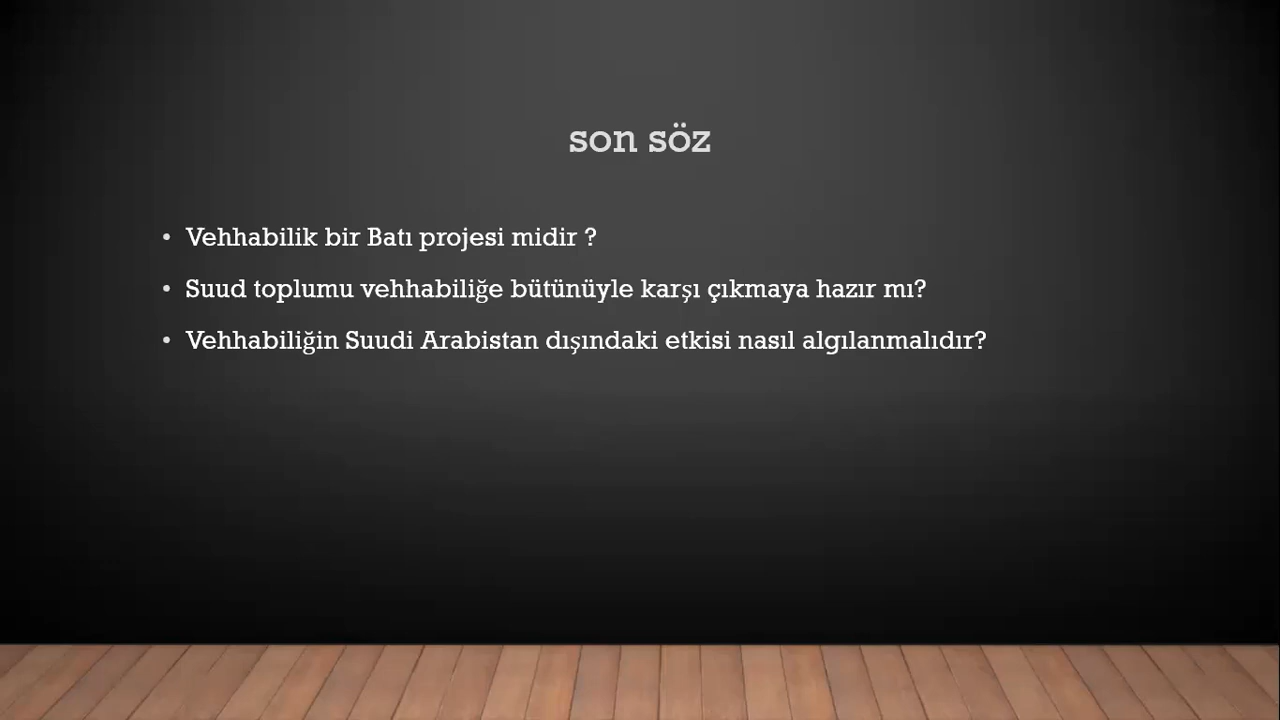 son söz
• Vehhabilik bir Batı projesi midir ?
• Suud toplumu vehhabiliğe bütünüyle karşı çıkmaya hazır mı?
• Vehhabiliğin Suudi Arabistan dışındaki etkisi nasıl algılanmalıdır?